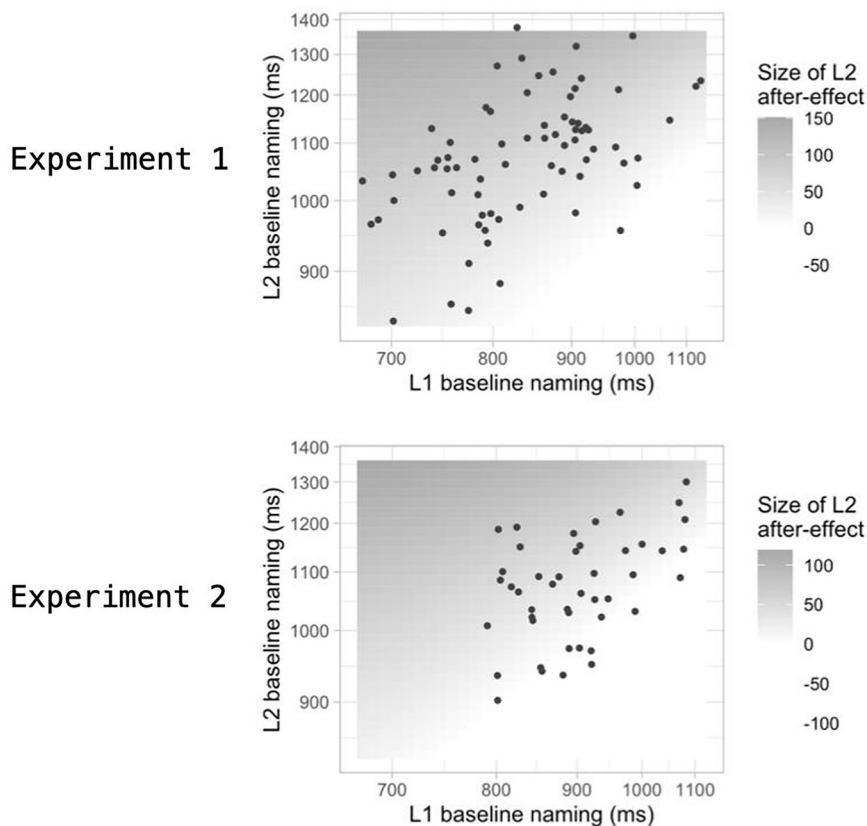 Experiment 1
L2 baseline naming (ms)
1400
1300
1200
1100
1000
900
700 800 900 1000 1100
L1 baseline naming (ms)
Size of L2
after-effect
150
100
50
0
-50
Experiment 2
L2 baseline naming (ms)
1400
1300
1200
1100
1000
900
700 800 900 1000 1100
L1 baseline naming (ms)
Size of L2
after-effect
100
50
0
-50
-100